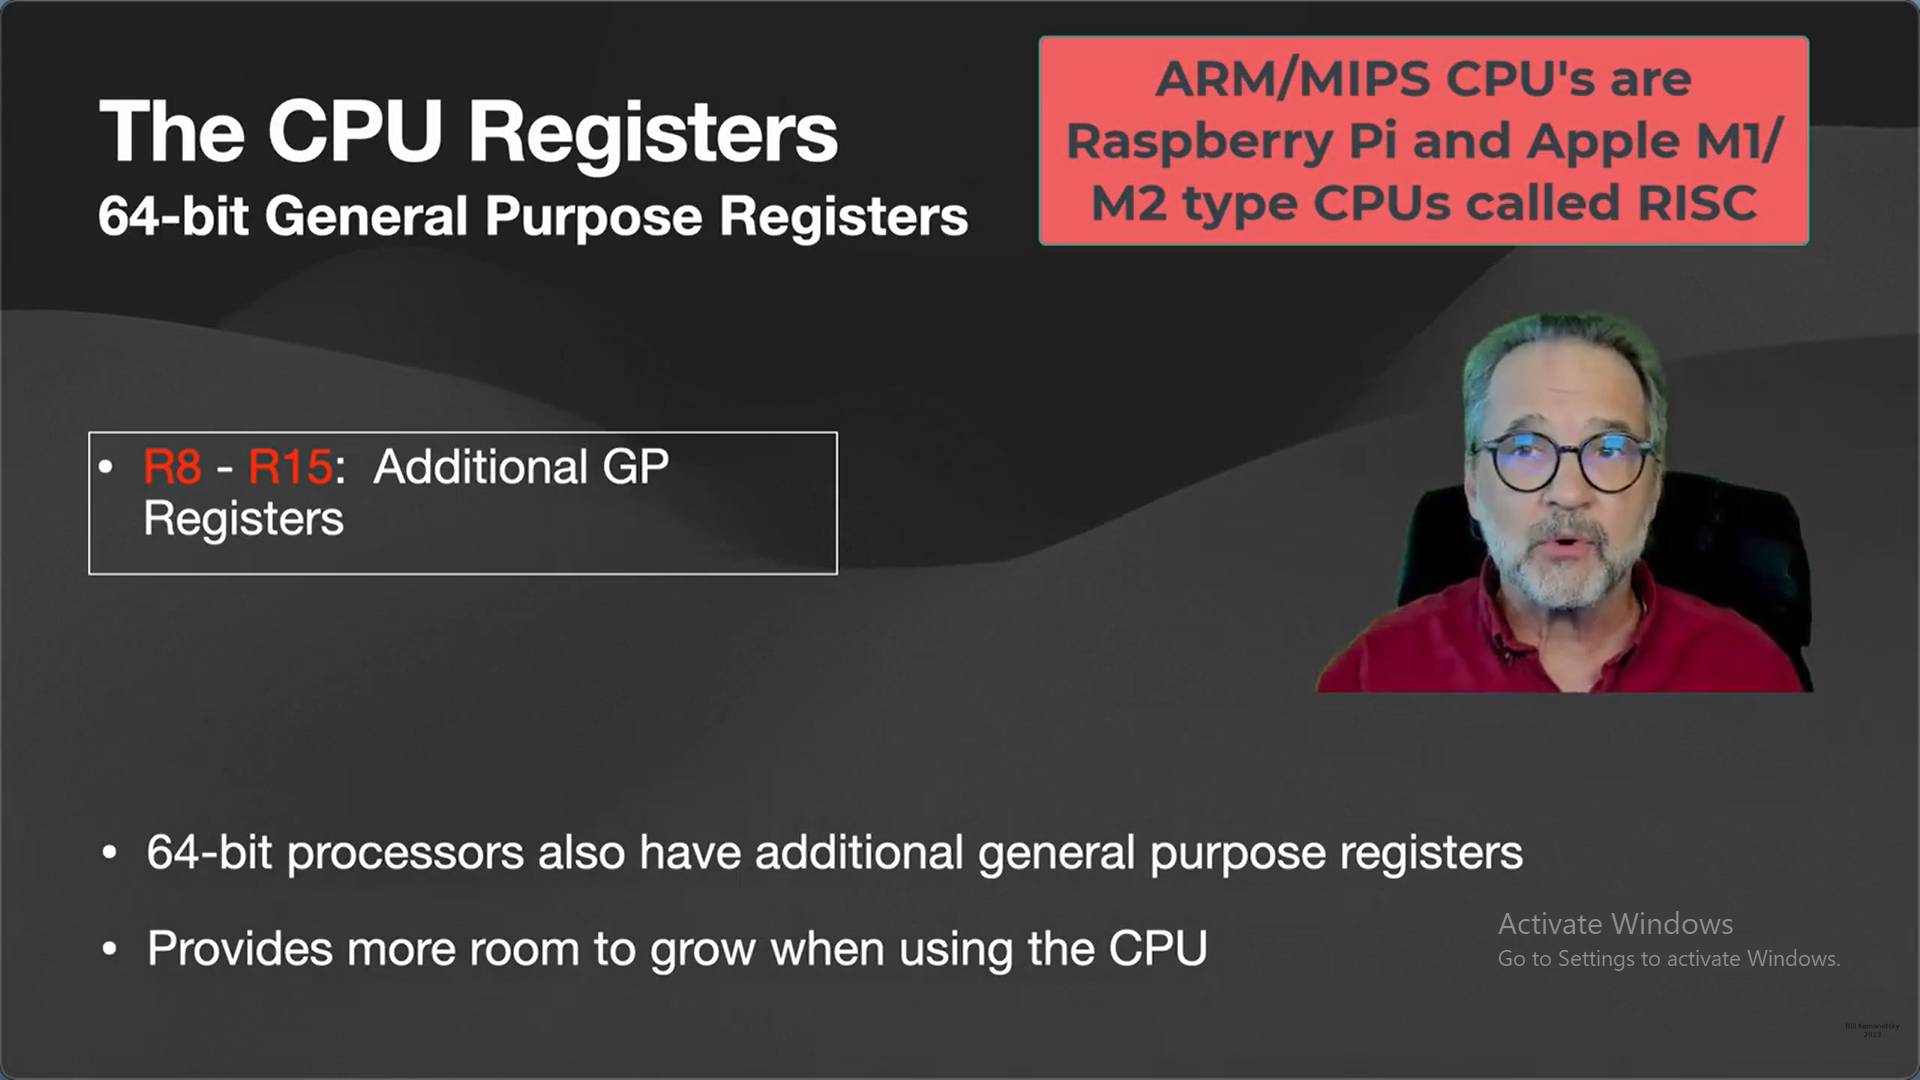 The CPU Registers
64-bit General Purpose Registers
ARM/MIPS CPU's are
Raspberry Pi and Apple M1/
M2 type CPUs called RISC
• R8 - R15: Additional GP
Registers
• 64-bit processors also have additional general purpose registers
• Provides more room to grow when using the CPU
Activate Windows
Go to Settings to activate Windows.
2023